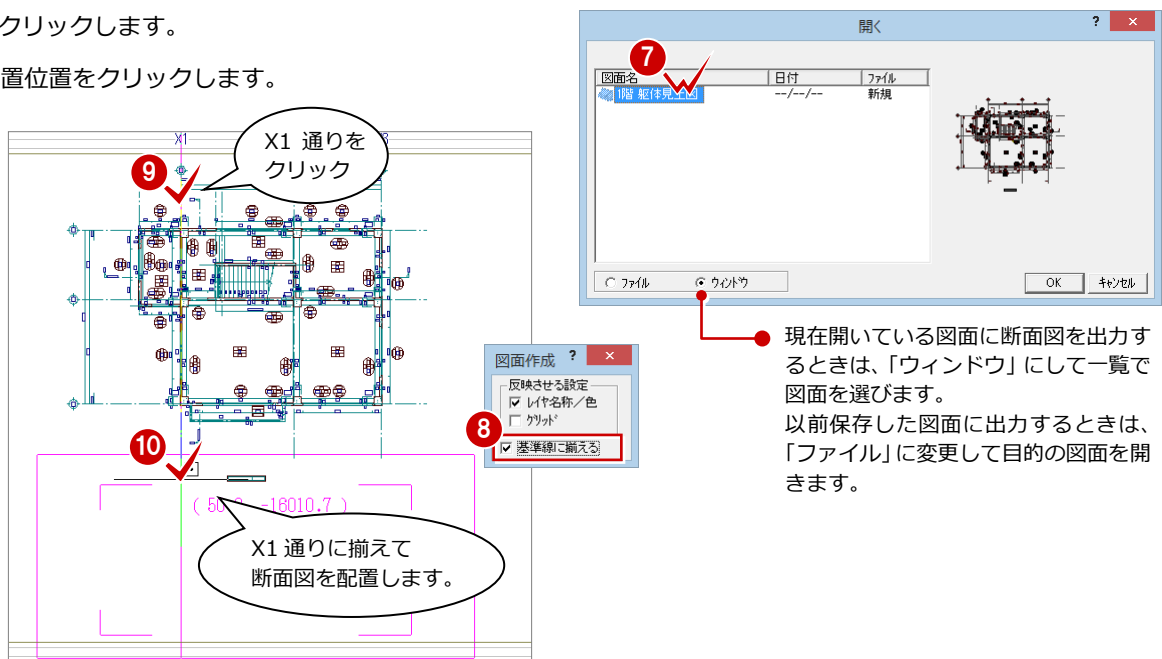 クリックします。
置位置をクリックします。
X1
X1 通りを
クリック
9
10
X1 通りに揃えて
断面図を配置します。
図面作成 ? ×
反映させる設定
レイヤ名称／色
グリッド
8
基準線に揃える
開く ? ×
7
図面名 日付 ファイル
1階 躯体見上図 --/--/-- 新規
ファイル ウィンドウ OK キャンセル
現在開いている図面に断面図を出力す
るときは、「ウィンドウ」にして一覧で
図面を選びます。
以前保存した図面に出力するときは、
「ファイル」に変更して目的の図面を開
きます。